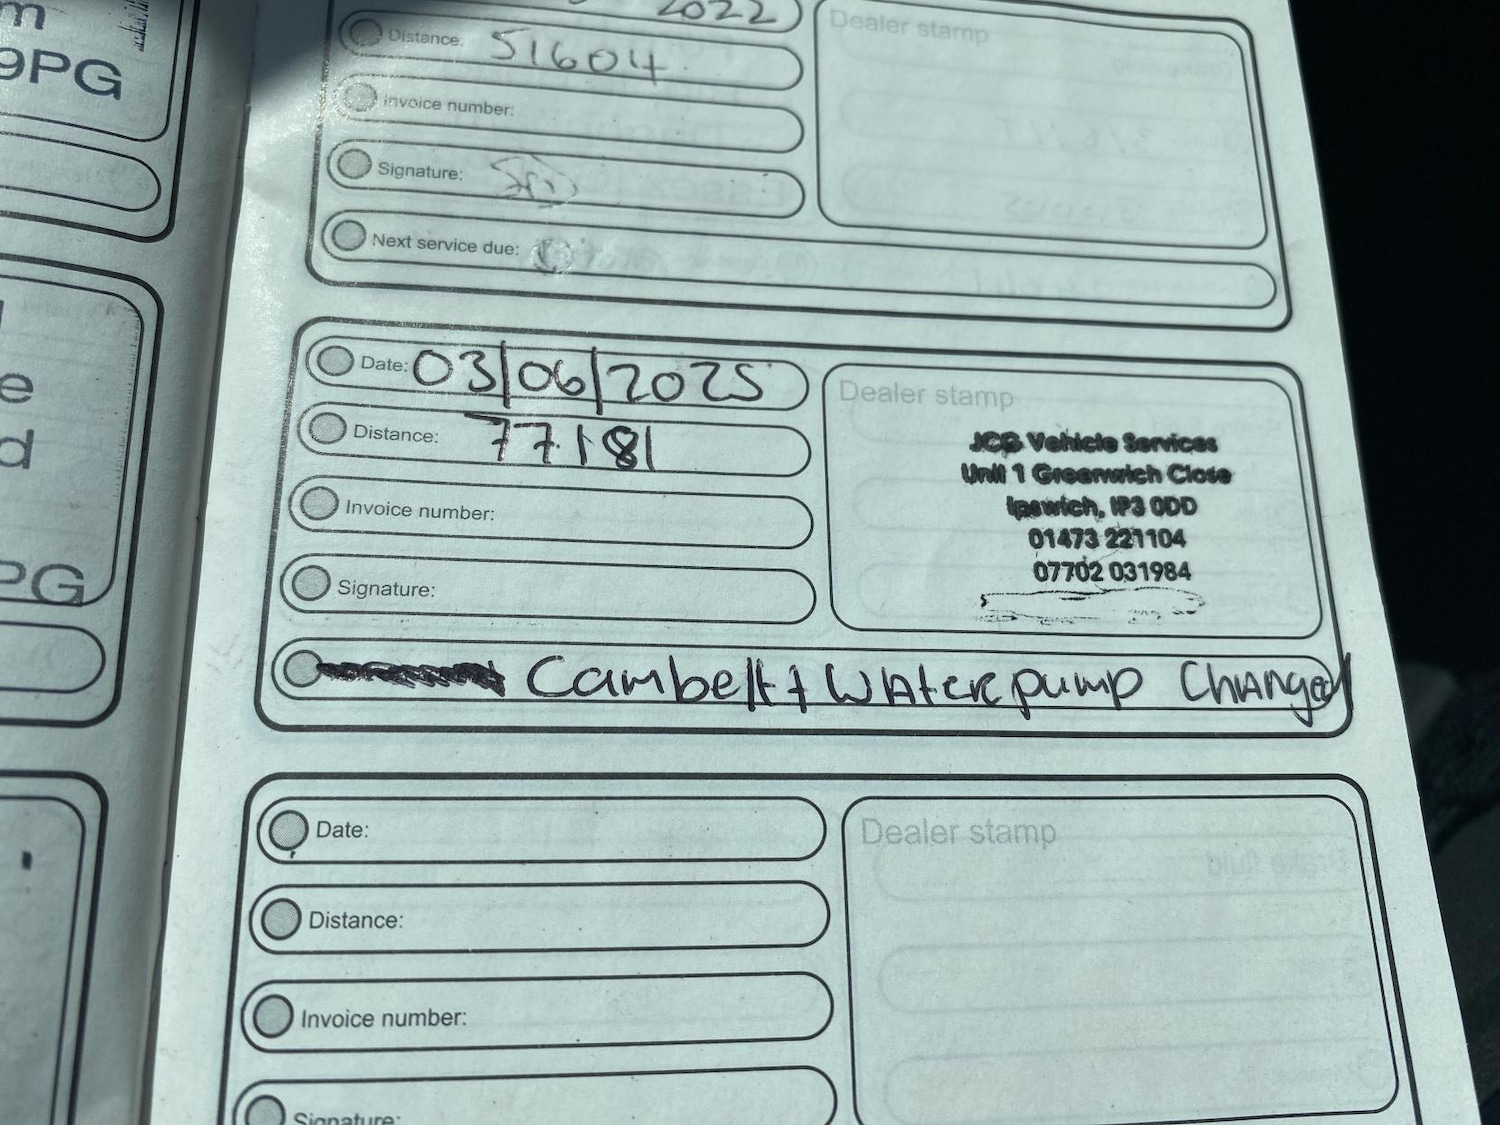 m
9PG
e
d
PG
2022
Distance: 51604
Invoice number:
Signature:
Next service due:
Dealer stamp
Date: 03/06/2025
Distance: 77181
Invoice number:
Signature:
Cambelt + Waterpump Changed
Dealer stamp
JCB Vehicle Services
Unit 1 Greenwich Close
Ipswich, IP3 0DD
01473 221104
07702 031984
Date:
Distance:
Invoice number:
Signature:
Dealer stamp